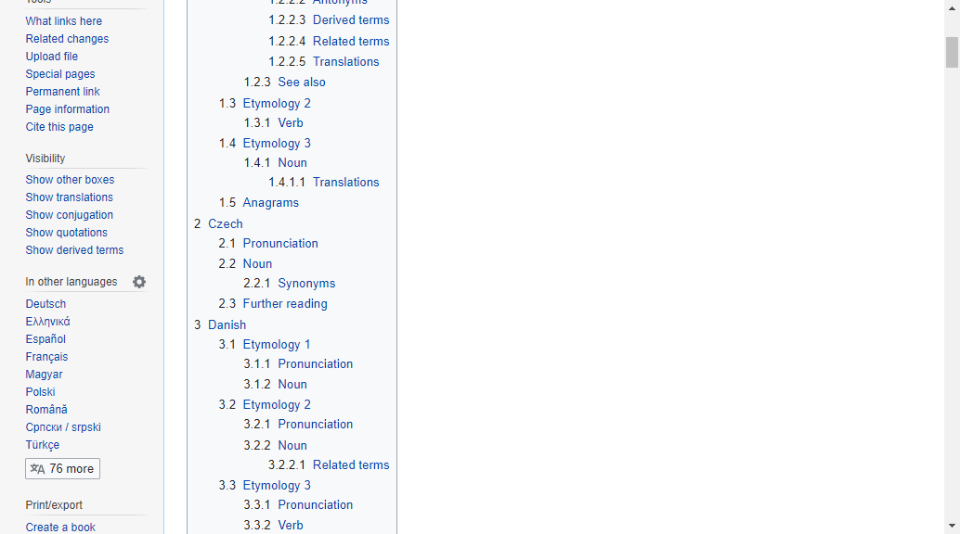 Tools
What links here
Related changes
Upload file
Special pages
Permanent link
Page information
Cite this page
Visibility
Show other boxes
Show translations
Show conjugation
Show quotations
Show derived terms
In other languages
Deutsch
Ελληνικά
Español
Français
Magyar
Polski
Română
Српски / srpski
Türkçe
76 more
Print/export
Create a book
1.2.2.2 Antonyms
1.2.2.3 Derived terms
1.2.2.4 Related terms
1.2.2.5 Translations
1.2.3 See also
1.3 Etymology 2
1.3.1 Verb
1.4 Etymology 3
1.4.1 Noun
1.4.1.1 Translations
1.5 Anagrams
2 Czech
2.1 Pronunciation
2.2 Noun
2.2.1 Synonyms
2.3 Further reading
3 Danish
3.1 Etymology 1
3.1.1 Pronunciation
3.1.2 Noun
3.2 Etymology 2
3.2.1 Pronunciation
3.2.2 Noun
3.2.2.1 Related terms
3.3 Etymology 3
3.3.1 Pronunciation
3.3.2 Verb